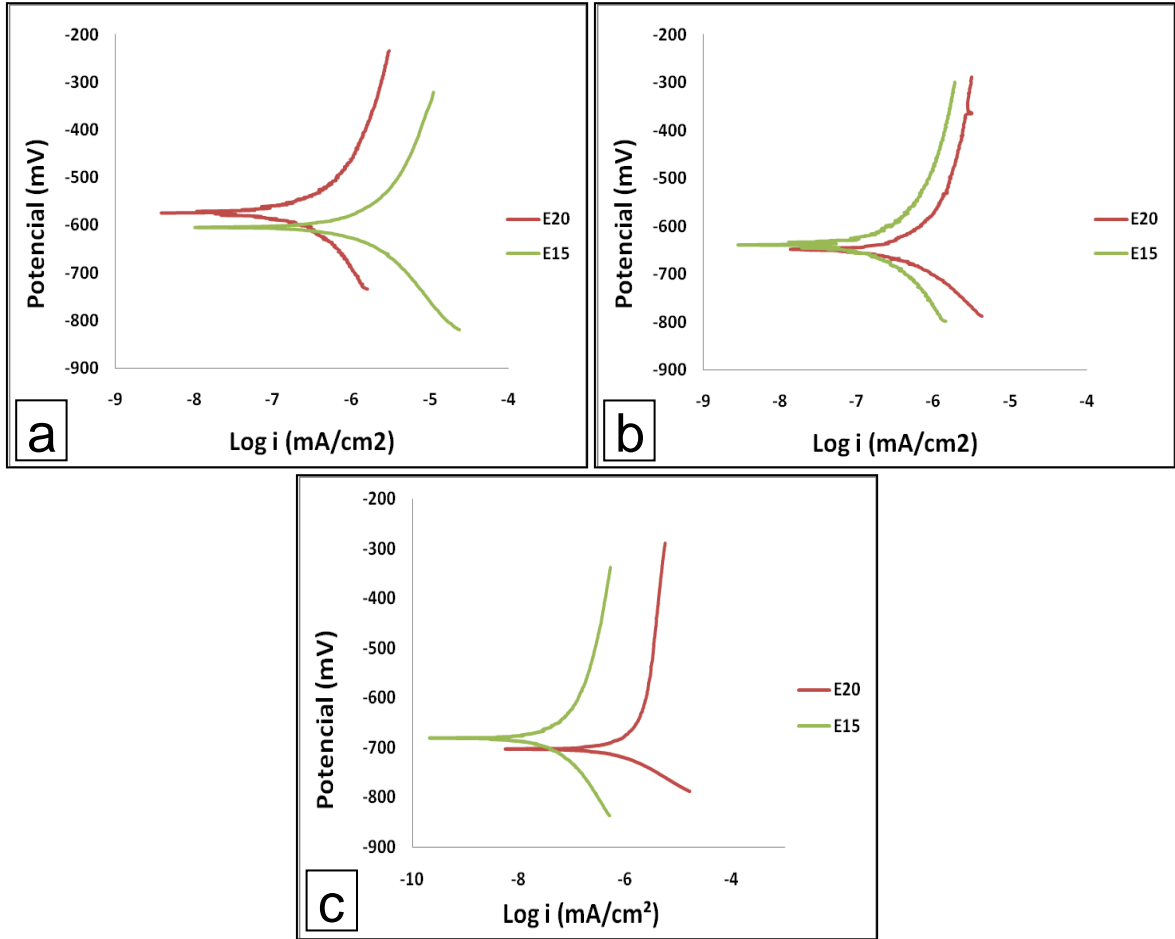 -200
-300
-400
-500
-600
-700
-800
-900
Potencial (mV)
-9 -8 -7 -6 -5 -4
Log i (mA/cm2)
E20
E15
a
-200
-300
-400
-500
-600
-700
-800
-900
Potencial (mV)
-9 -8 -7 -6 -5 -4
Log i (mA/cm2)
E20
E15
b
-200
-300
-400
-500
-600
-700
-800
-900
Potencial (mV)
-10 -8 -6 -4
Log i (mA/cm²)
E20
E15
c